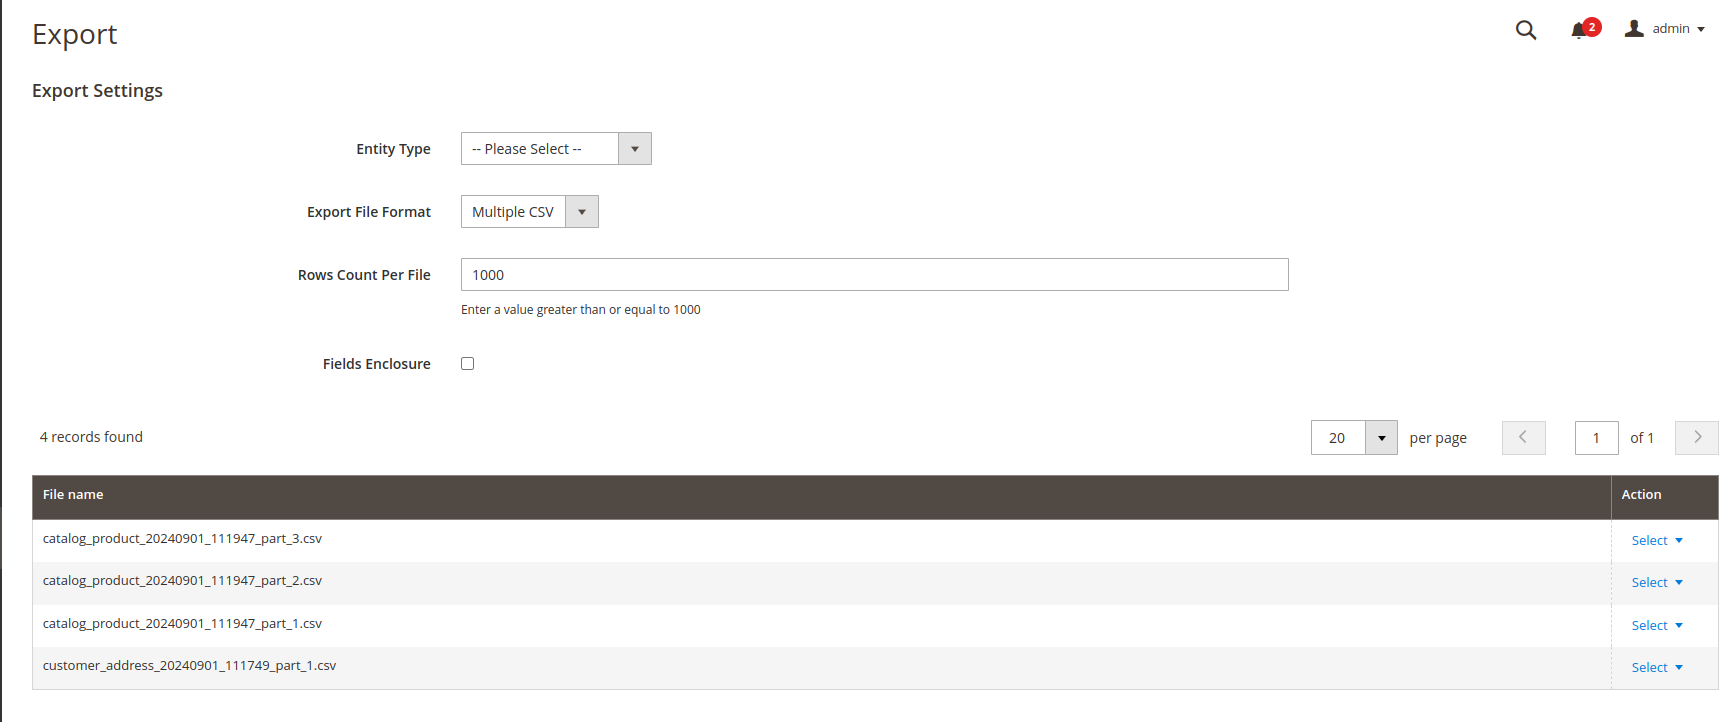 Export
2
admin
Export Settings
Entity Type
-- Please Select --
Export File Format
Multiple CSV
Rows Count Per File
1000
Enter a value greater than or equal to 1000
Fields Enclosure
4 records found
20
per page
1
of 1
File name
Action
catalog_product_20240901_111947_part_3.csv
Select
catalog_product_20240901_111947_part_2.csv
Select
catalog_product_20240901_111947_part_1.csv
Select
customer_address_20240901_111749_part_1.csv
Select